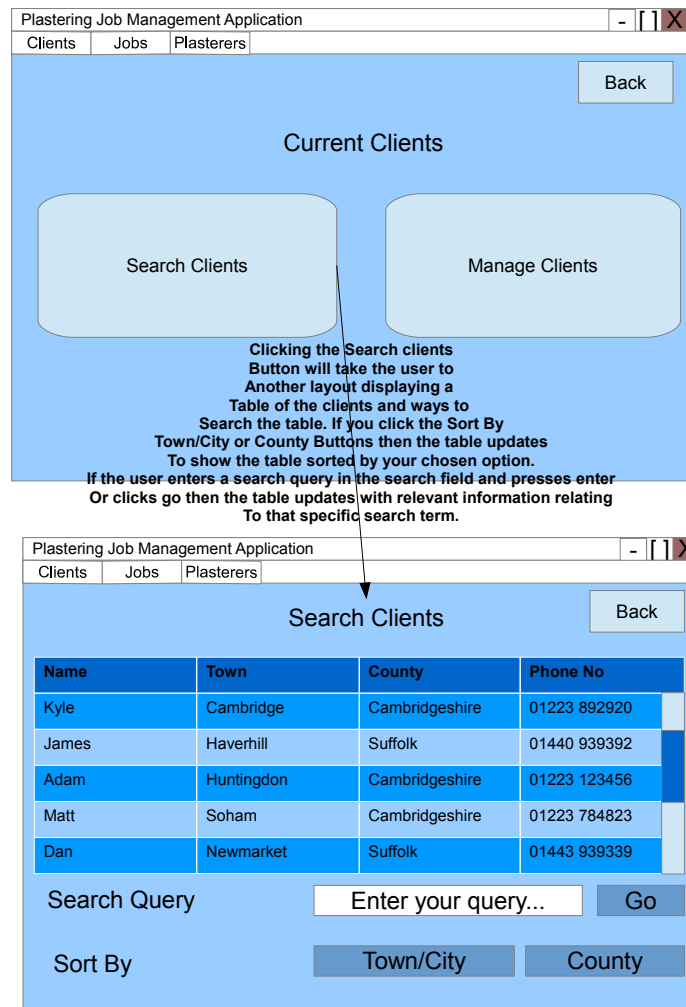 Plastering Job Management Application - [ ] X
Clients Jobs Plasterers
Back
Current Clients
Search Clients Manage Clients
Clicking the Search clients
Button will take the user to
Another layout displaying a
Table of the clients and ways to
Search the table. If you click the Sort By
Town/City or County Buttons then the table updates
To show the table sorted by your chosen option.
If the user enters a search query in the search field and presses enter
Or clicks go then the table updates with relevant information relating
To that specific search term.
Plastering Job Management Application - [ ] X
Clients Jobs Plasterers
Back
Search Clients
Name Town County Phone No
Kyle Cambridge Cambridgeshire 01223 892920
James Haverhill Suffolk 01440 939392
Adam Huntingdon Cambridgeshire 01223 123456
Matt Soham Cambridgeshire 01223 784823
Dan Newmarket Suffolk 01443 939339
Search Query Enter your query... Go
Sort By Town/City County